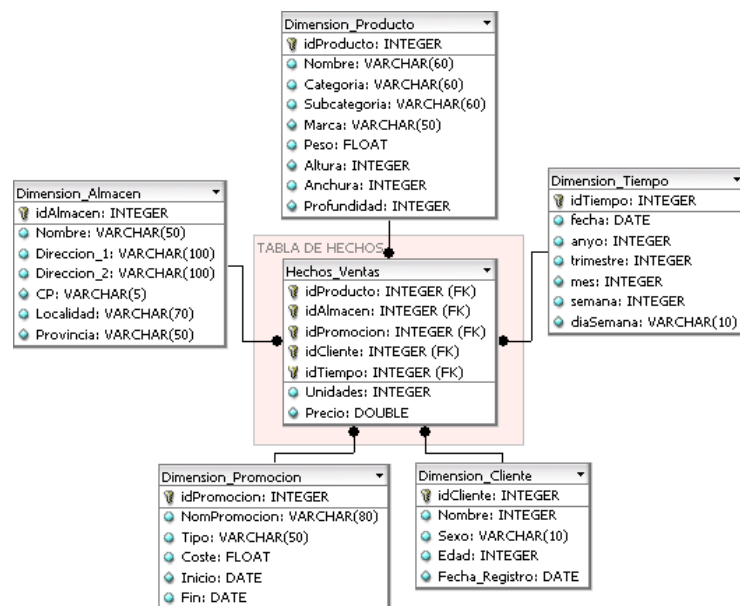 Dimension_Producto
idProducto: INTEGER
Nombre: VARCHAR(60)
Categoria: VARCHAR(60)
Subcategoria: VARCHAR(60)
Marca: VARCHAR(50)
Peso: FLOAT
Altura: INTEGER
Anchura: INTEGER
Profundidad: INTEGER
Dimension_Almacen
idAlmacen: INTEGER
Nombre: VARCHAR(50)
Direccion_1: VARCHAR(100)
Direccion_2: VARCHAR(100)
CP: VARCHAR(5)
Localidad: VARCHAR(70)
Provincia: VARCHAR(50)
Dimension_Tiempo
idTiempo: INTEGER
fecha: DATE
anyo: INTEGER
trimestre: INTEGER
mes: INTEGER
semana: INTEGER
diaSemana: VARCHAR(10)
TABLA DE HECHOS
Hechos_Ventas
idProducto: INTEGER (FK)
idAlmacen: INTEGER (FK)
idPromocion: INTEGER (FK)
idCliente: INTEGER (FK)
idTiempo: INTEGER (FK)
Unidades: INTEGER
Precio: DOUBLE
Dimension_Promocion
idPromocion: INTEGER
NomPromocion: VARCHAR(80)
Tipo: VARCHAR(50)
Coste: FLOAT
Inicio: DATE
Fin: DATE
Dimension_Cliente
idCliente: INTEGER
Nombre: INTEGER
Sexo: VARCHAR(10)
Edad: INTEGER
Fecha_Registro: DATE